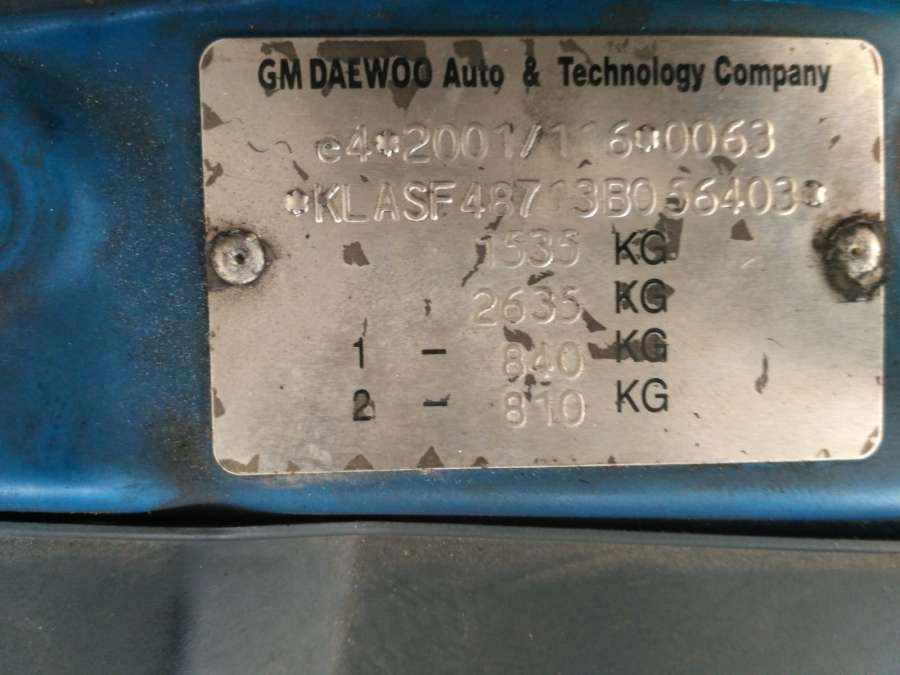 GM DAEWOO Auto & Technology Company
e4*2001/116*0063
*KLASF48713B056403*
1535 KG
2635 KG
1 - 840 KG
2 - 810 KG